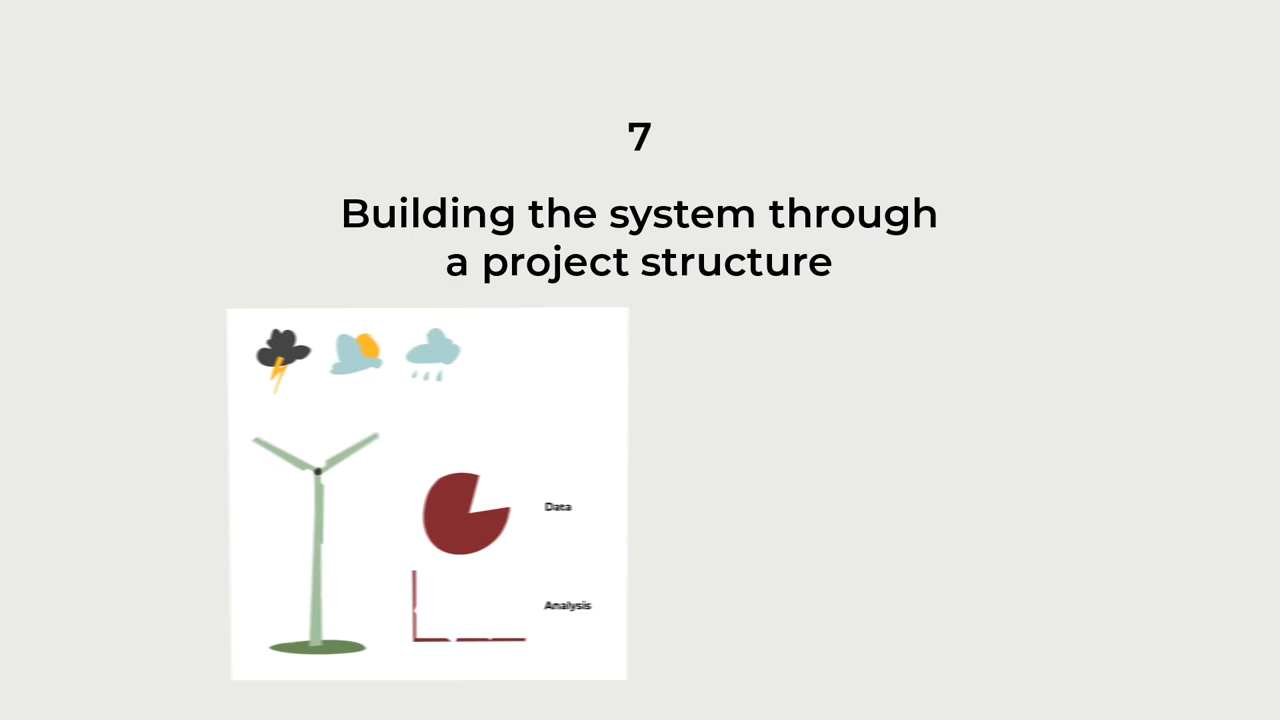 7
Building the system through
a project structure
Data
Analysis